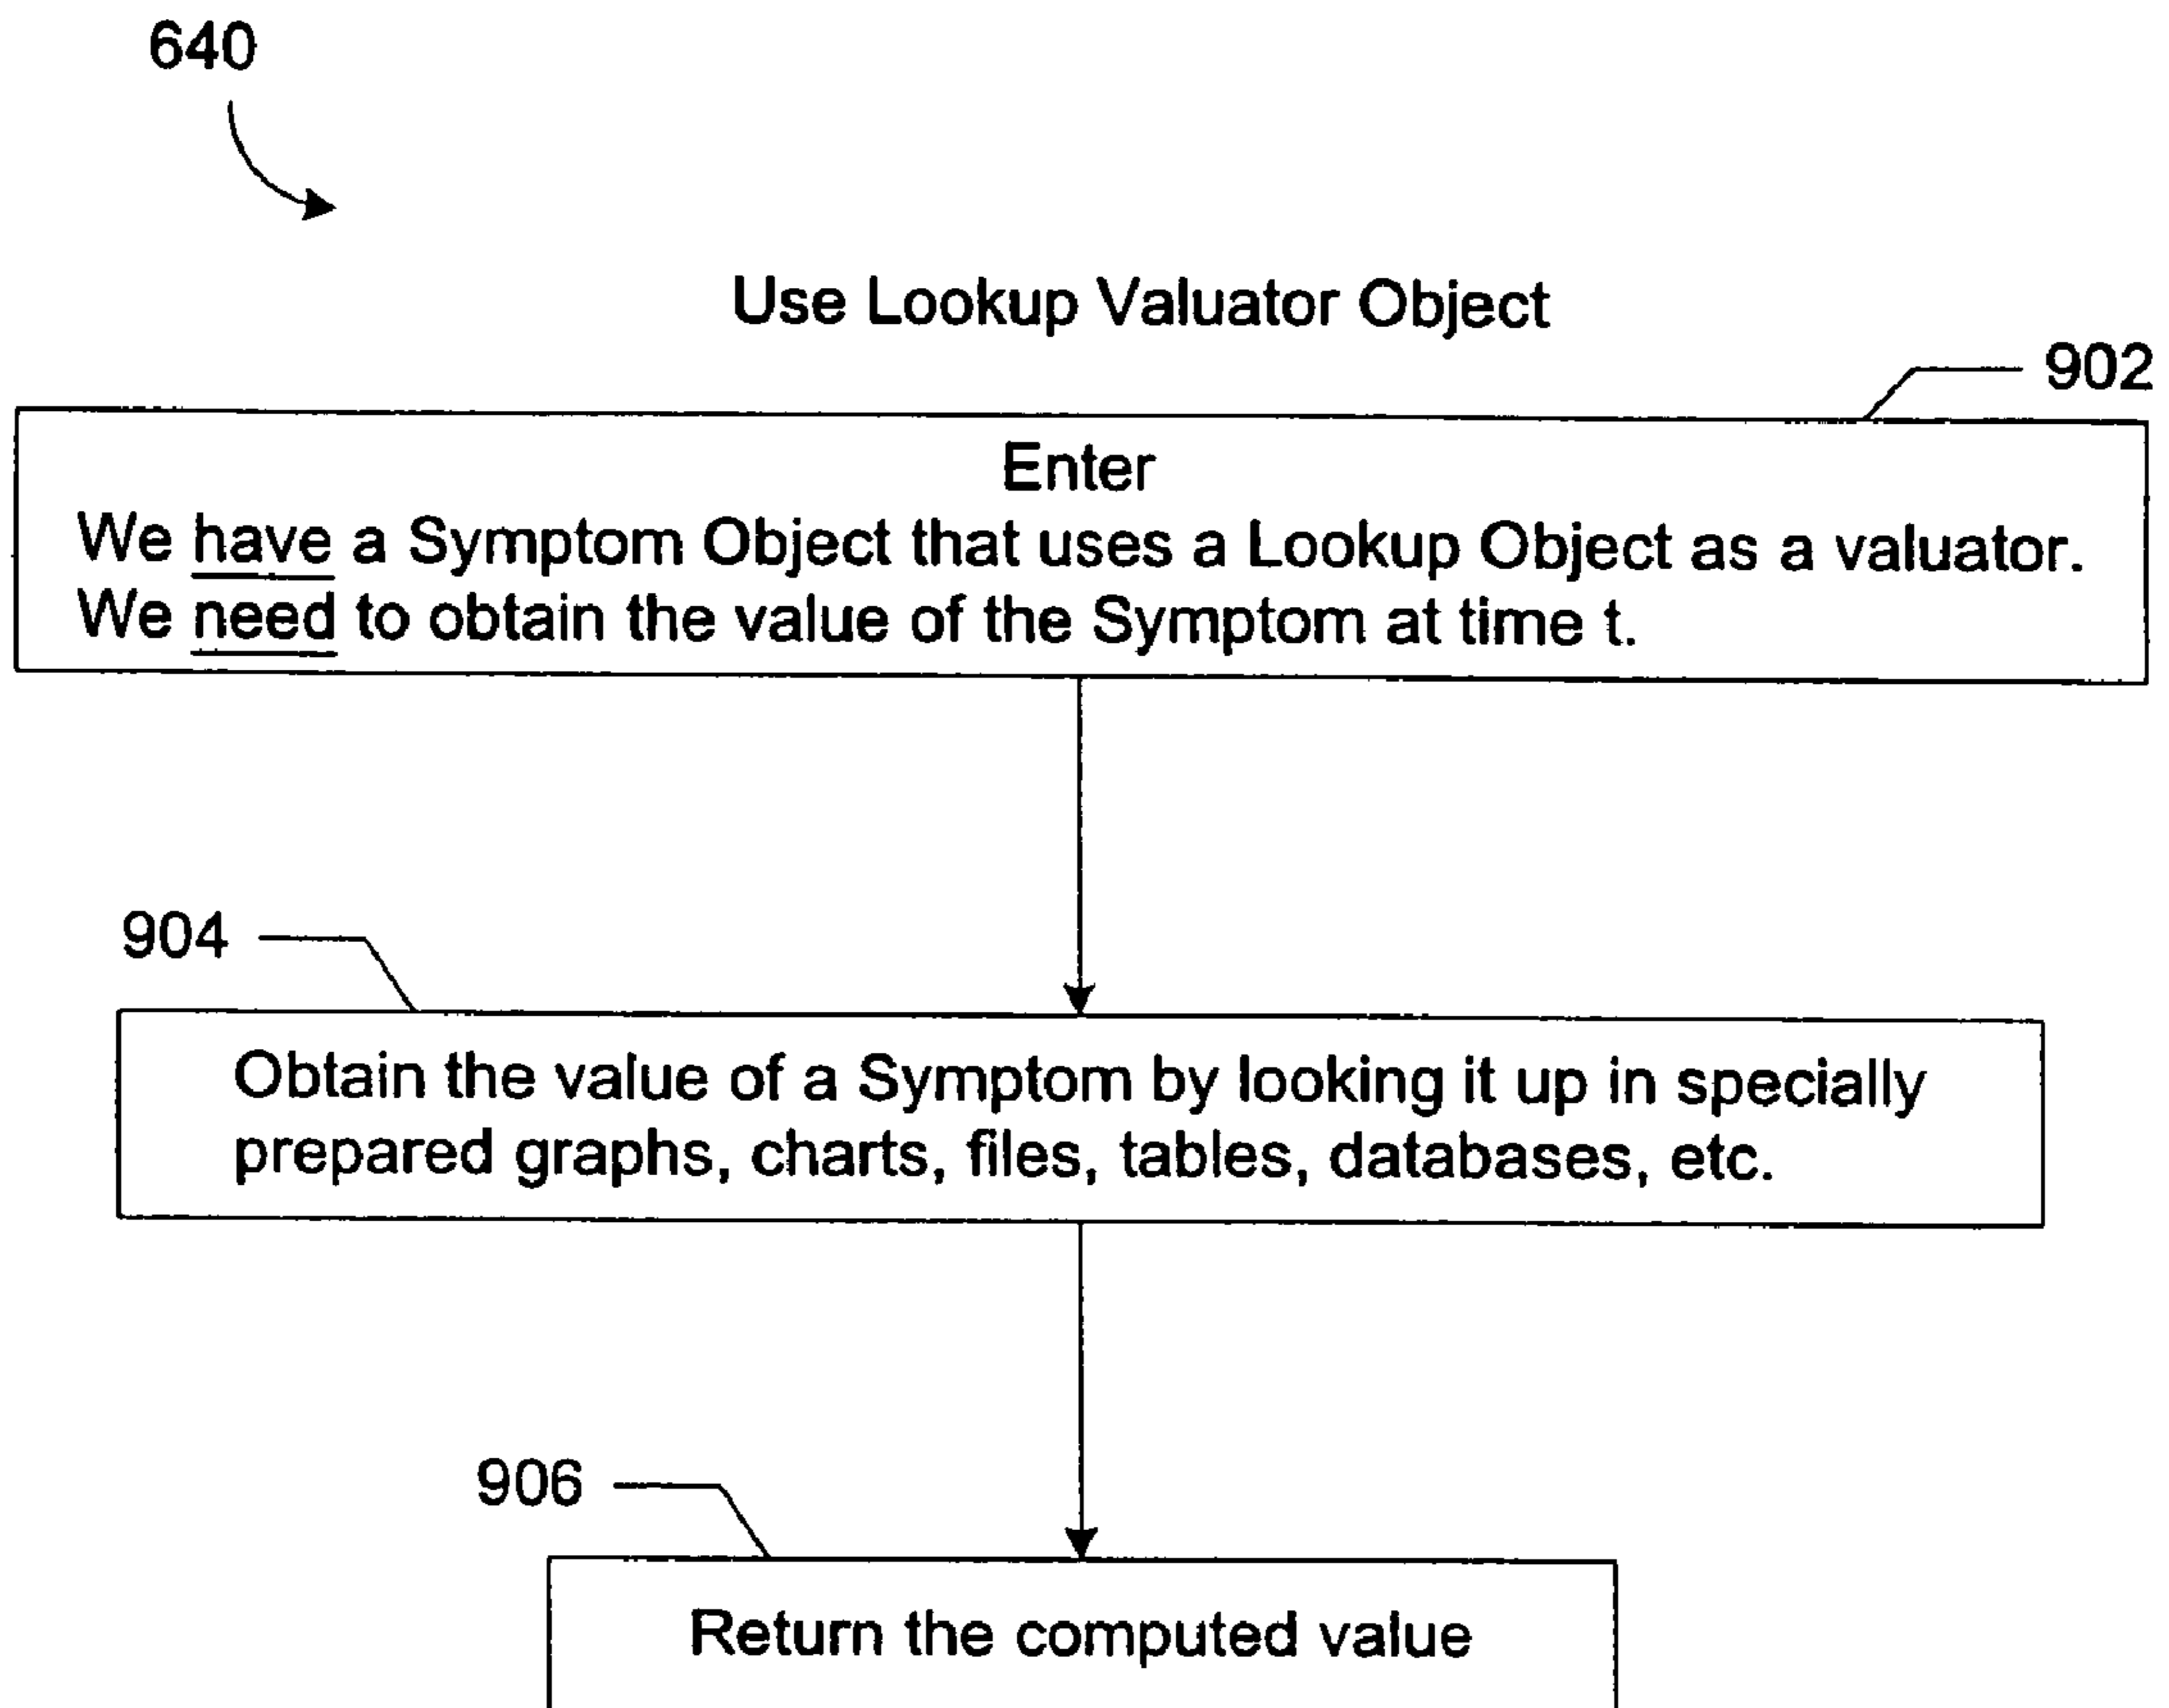 640
Use Lookup Valuator Object
902
Enter
We have a Symptom Object that uses a Lookup Object as a valuator.
We need to obtain the value of the Symptom at time t.
904
Obtain the value of a Symptom by looking it up in specially
prepared graphs, charts, files, tables, databases, etc.
906
Return the computed value